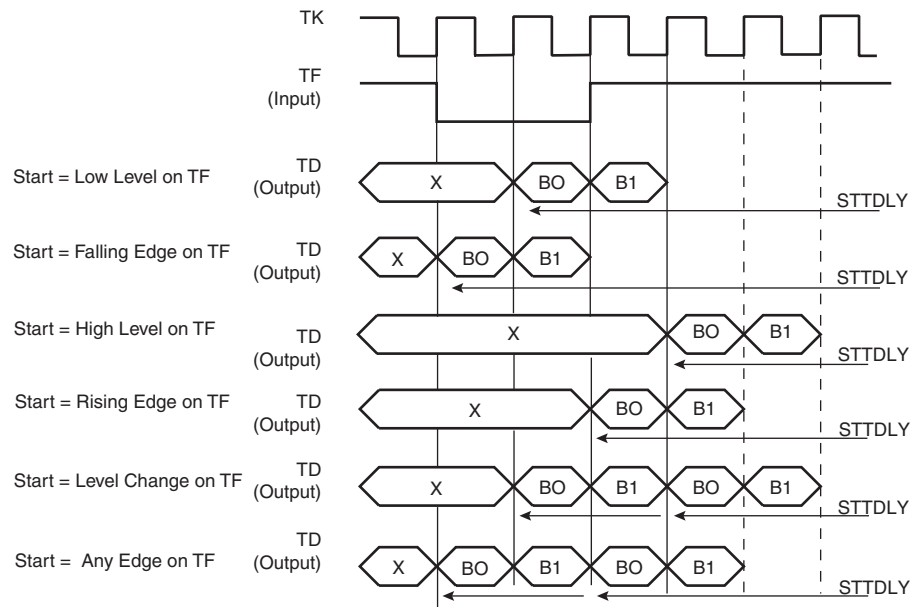 TK
TF
(Input)
Start = Low Level on TF
TD
(Output)
X
BO
B1
STTDLY
Start = Falling Edge on TF
TD
(Output)
X
BO
B1
STTDLY
Start = High Level on TF
TD
(Output)
X
BO
B1
STTDLY
Start = Rising Edge on TF
TD
(Output)
X
BO
B1
STTDLY
Start = Level Change on TF
TD
(Output)
X
BO
B1
BO
B1
STTDLY
Start = Any Edge on TF
TD
(Output)
X
BO
B1
BO
B1
STTDLY